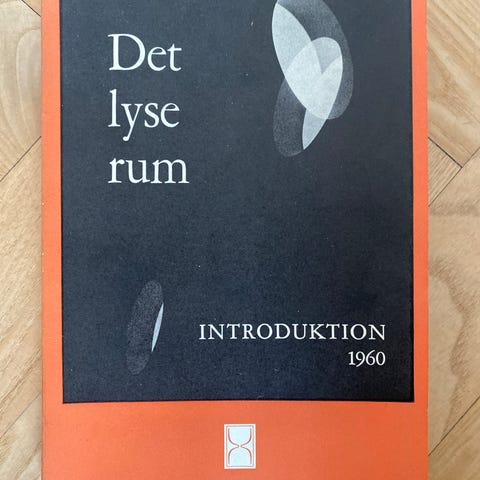 Det
lyse
rum
INTRODUKTION
1960